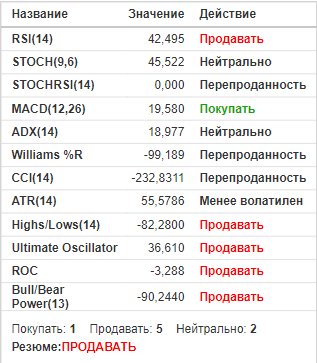 Название Значение Действие
RSI(14) 42,495 Продавать
STOCH(9,6) 45,522 Нейтрально
STOCHRSI(14) 0,000 Перепроданность
MACD(12,26) 19,580 Покупать
ADX(14) 18,977 Нейтрально
Williams %R -99,189 Перепроданность
CCI(14) -232,8311 Перепроданность
ATR(14) 55,5786 Менее волатилен
Highs/Lows(14) -82,2800 Продавать
Ultimate Oscillator 36,610 Продавать
ROC -3,288 Продавать
Bull/Bear
Power(13) -90,2440 Продавать
Покупать: 1 Продавать: 5 Нейтрально: 2
Резюме:ПРОДАВАТЬ